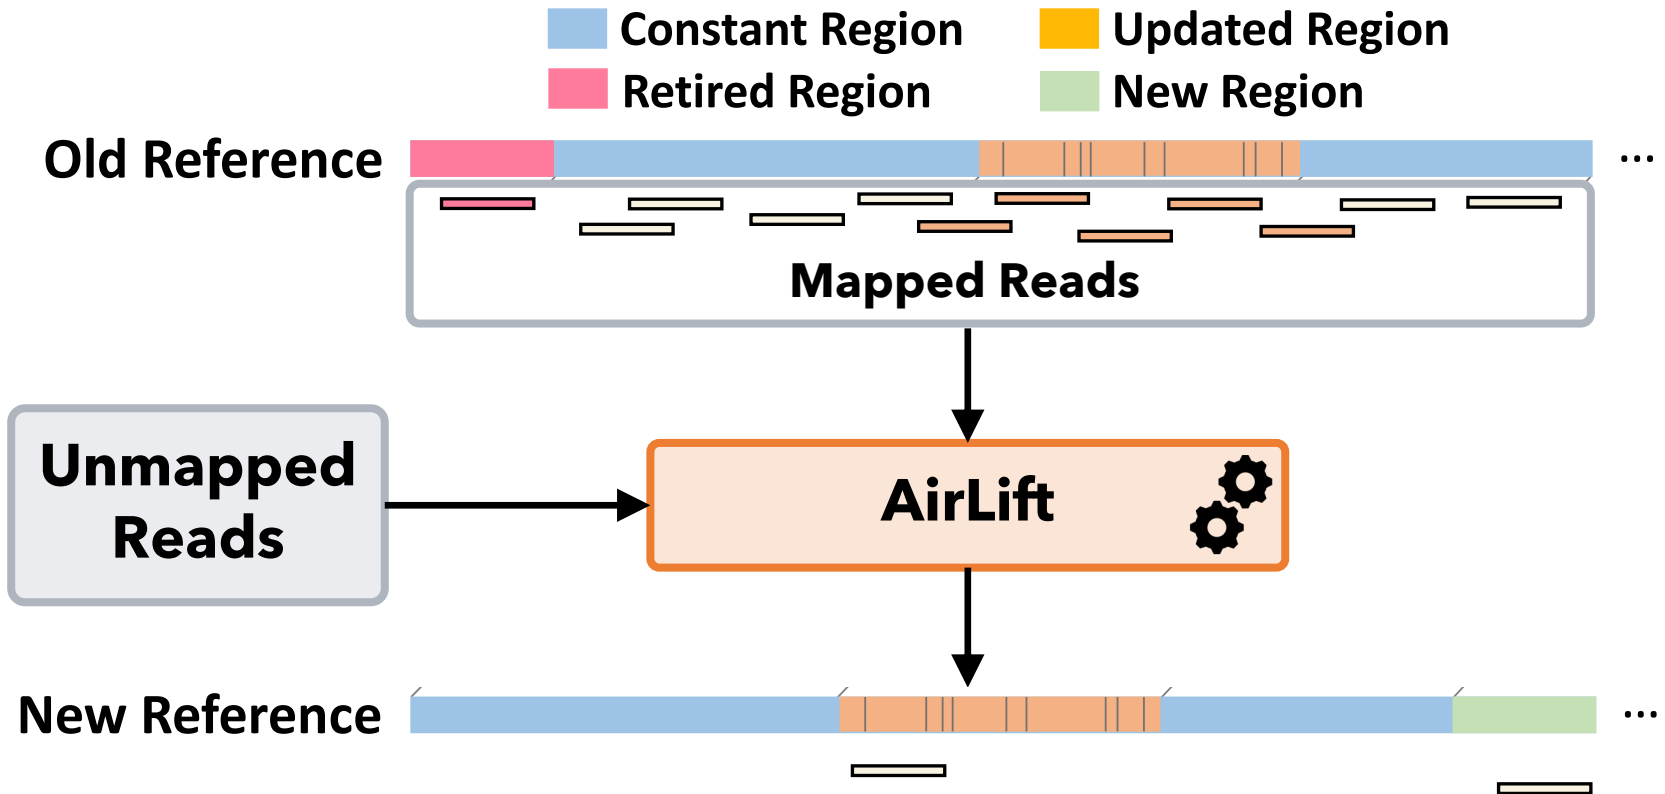 Constant Region
Updated Region
Retired Region
New Region
Old Reference
...
Mapped Reads
Unmapped
Reads
AirLift
New Reference
...